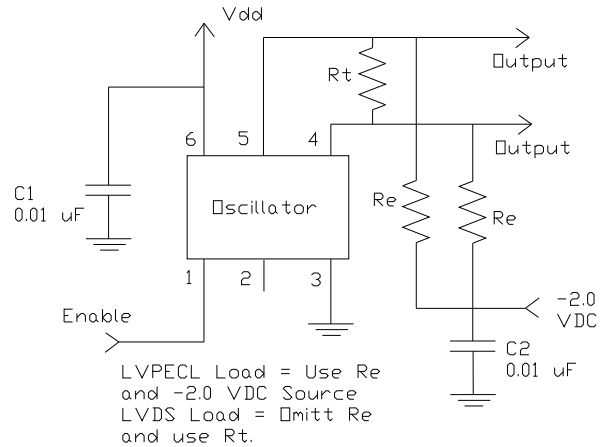 Vdd
Output
Rt
6
5
4
Output
C1
0.01 uF
Oscillator
Re
Re
1
2
3
-2.0
VDC
Enable
C2
0.01 uF
LVPECL Load = Use Re
and -2.0 VDC Source
LVDS Load = Omitt Re
and use Rt.